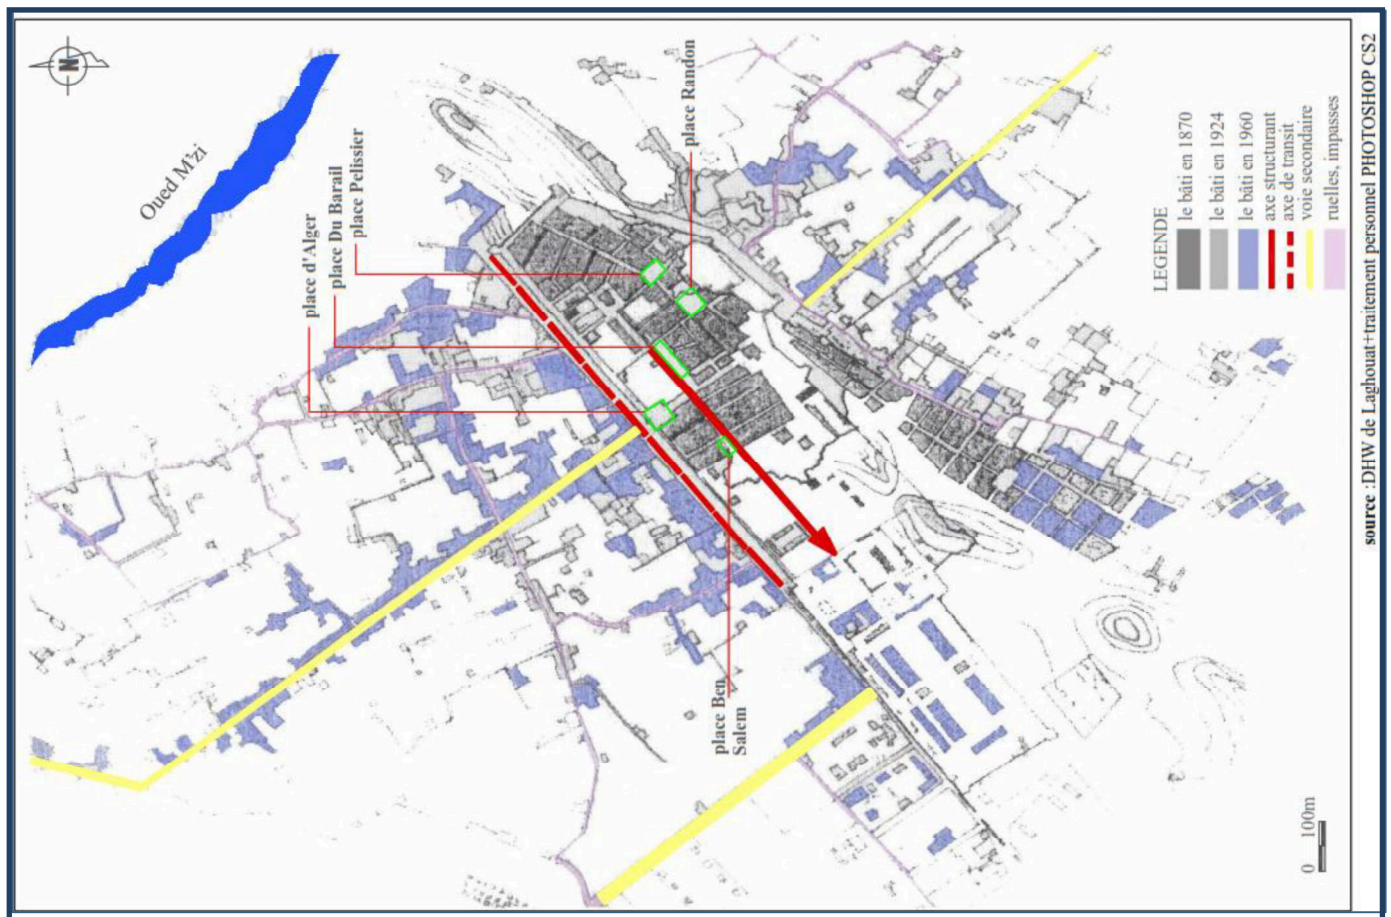 N
Oued M'zi
place d'Alger
place Du Barail
place Pelissier
place Randon
place Ben
Salem
LEGENDE
le bâti en 1870
le bâti en 1924
le bâti en 1960
axe structurant
axe de transit
voie secondaire
ruelles, impasses
0 100m
source :DHW de Laghouat+traitement personnel PHOTOSHOP CS2